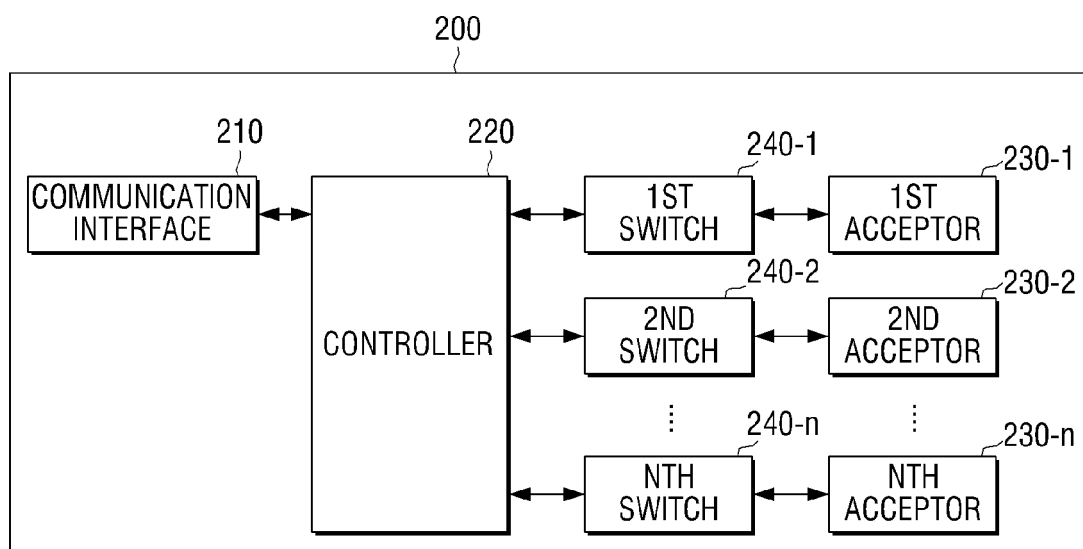 200
210
220
240-1
230-1
COMMUNICATION
INTERFACE
1ST
SWITCH
1ST
ACCEPTOR
240-2
230-2
CONTROLLER
2ND
SWITCH
2ND
ACCEPTOR
240-n
230-n
NTH
SWITCH
NTH
ACCEPTOR